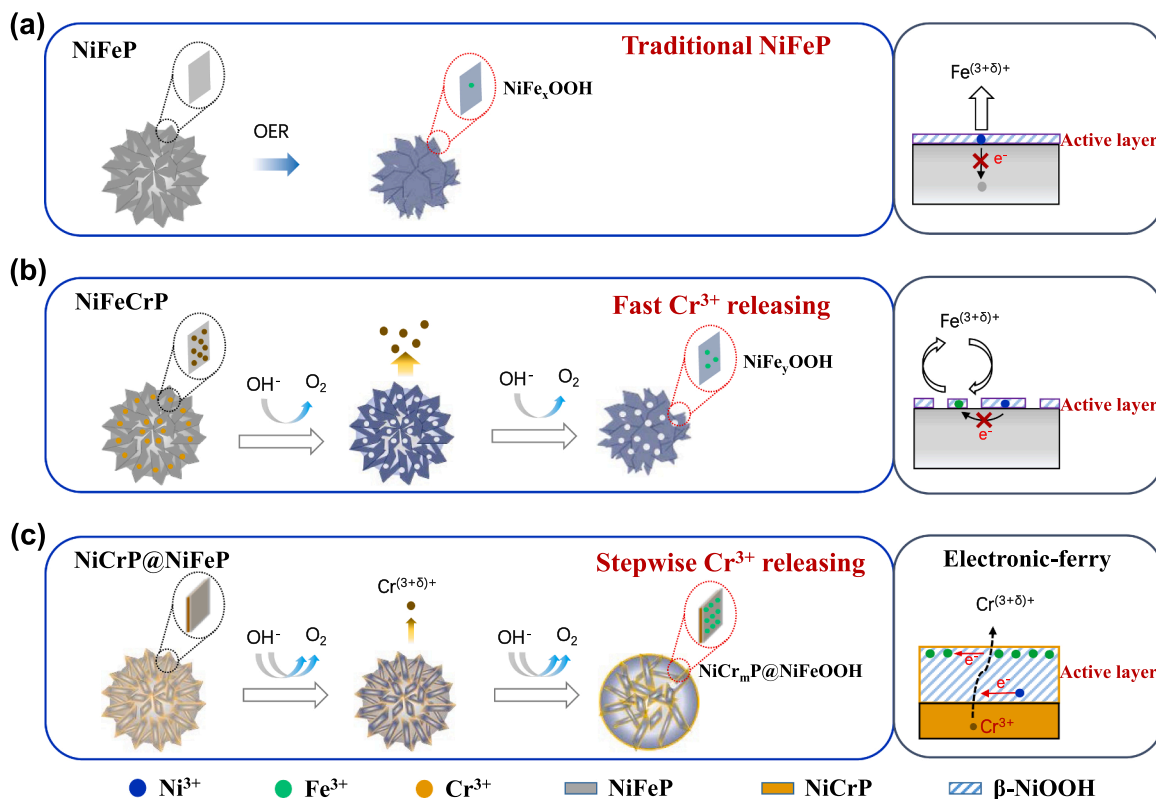 (a)
NiFeP
Traditional NiFeP
NiFeₓOOH
OER
Fe⁽³⁺ᵟ⁾⁺
Active layer
e⁻
(b)
NiFeCrP
Fast Cr³⁺ releasing
NiFeᵧOOH
OH⁻ O₂
OH⁻ O₂
Fe⁽³⁺ᵟ⁾⁺
Active layer
e⁻
(c)
NiCrP@NiFeP
Stepwise Cr³⁺ releasing
Cr⁽³⁺ᵟ⁾⁺
OH⁻ O₂
OH⁻ O₂
NiCrₘP@NiFeOOH
Electronic-ferry
Cr⁽³⁺ᵟ⁾⁺
e⁻
Active layer
e⁻
Cr³⁺
Ni³⁺ Fe³⁺ Cr³⁺ NiFeP NiCrP β-NiOOH